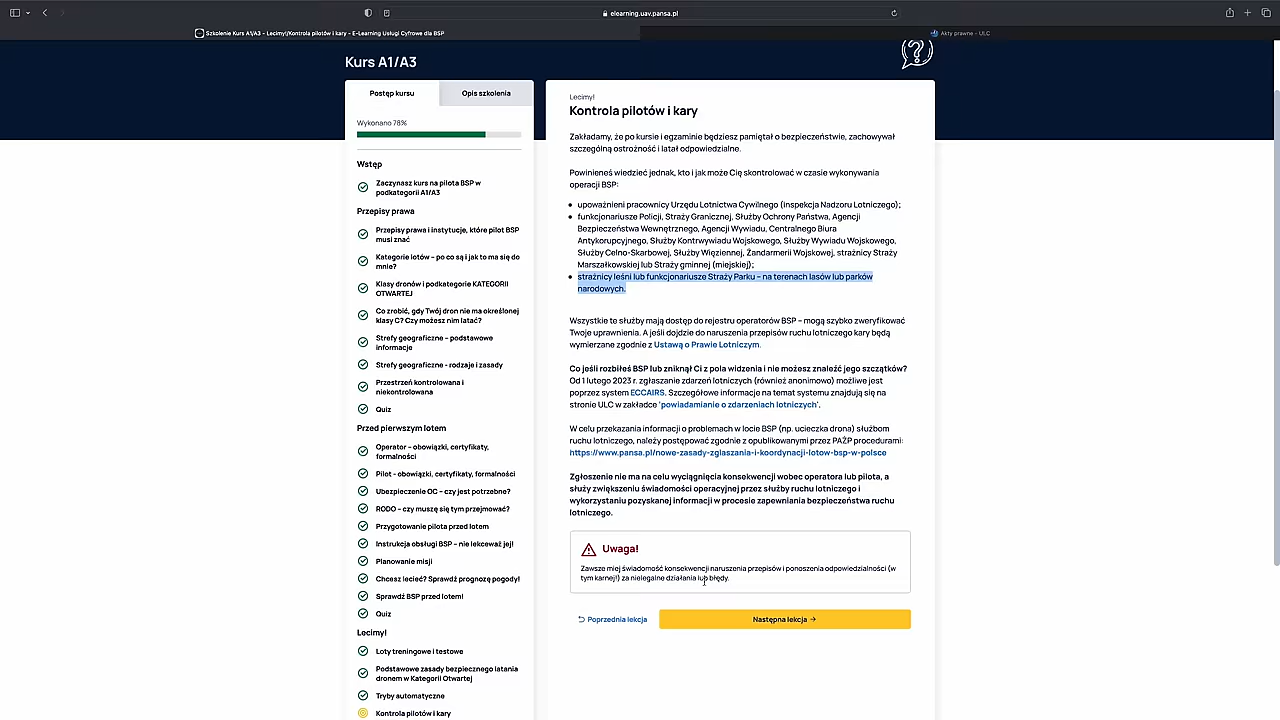 elearning.uav.pansa.pl
Szkolenie Kurs A1/A3 – Lecimy!/Kontrola pilotów i kary – E-Learning Usługi Cyfrowe dla BSP
Akty prawne – ULC
Kurs A1/A3
Postęp kursu
Opis szkolenia
Wykonano 78%
Wstęp
Zaczynasz kurs na pilota BSP w
podkategorii A1/A3
Przepisy prawa
Przepisy prawa i instytucje, które pilot BSP
musi znać
Kategorie lotów – po co są i jak to ma się do
mnie?
Klasy dronów i podkategorie KATEGORII
OTWARTEJ
Co zrobić, gdy Twój dron nie ma określonej
klasy C? Czy możesz nim latać?
Strefy geograficzne – podstawowe
informacje
Strefy geograficzne - rodzaje i zasady
Przestrzeń kontrolowana i
niekontrolowana
Quiz
Przed pierwszym lotem
Operator – obowiązki, certyfikaty,
formalności
Pilot - obowiązki, certyfikaty, formalności
Ubezpieczenie OC – czy jest potrzebne?
RODO – czy muszę się tym przejmować?
Przygotowanie pilota przed lotem
Instrukcja obsługi BSP – nie lekceważ jej!
Planowanie misji
Chcesz lecieć? Sprawdź prognozę pogody!
Sprawdź BSP przed lotem!
Quiz
Lecimy!
Loty treningowe i testowe
Podstawowe zasady bezpiecznego latania
dronem w Kategorii Otwartej
Tryby automatyczne
Kontrola pilotów i kary
Lecimy!
Kontrola pilotów i kary
Zakładamy, że po kursie i egzaminie będziesz pamiętał o bezpieczeństwie, zachowywał
szczególną ostrożność i latał odpowiedzialne.
Powinieneś wiedzieć jednak, kto i jak może Cię skontrolować w czasie wykonywania
operacji BSP:
upoważnieni pracownicy Urzędu Lotnictwa Cywilnego (inspekcja Nadzoru Lotniczego);
funkcjonariusze Policji, Straży Granicznej, Służby Ochrony Państwa, Agencji
Bezpieczeństwa Wewnętrznego, Agencji Wywiadu, Centralnego Biura
Antykorupcyjnego, Służby Kontrwywiadu Wojskowego, Służby Wywiadu Wojskowego,
Służby Celno-Skarbowej, Służby Więziennej, Żandarmerii Wojskowej, strażnicy Straży
Marszałkowskiej lub Straży gminnej (miejskiej);
strażnicy leśni lub funkcjonariusze Straży Parku – na terenach lasów lub parków
narodowych.
Wszystkie te służby mają dostęp do rejestru operatorów BSP – mogą szybko zweryfikować
Twoje uprawnienia. A jeśli dojdzie do naruszenia przepisów ruchu lotniczego kary będą
wymierzane zgodnie z Ustawą o Prawie Lotniczym.
Co jeśli rozbiłeś BSP lub zniknął Ci z pola widzenia i nie możesz znaleźć jego szczątków?
Od 1 lutego 2023 r. zgłaszanie zdarzeń lotniczych (również anonimowo) możliwe jest
poprzez system ECCAIRS. Szczegółowe informacje na temat systemu znajdują się na
stronie ULC w zakładce 'powiadamianie o zdarzeniach lotniczych'.
W celu przekazania informacji o problemach w locie BSP (np. ucieczka drona) służbom
ruchu lotniczego, należy postępować zgodnie z opublikowanymi przez PAŻP procedurami:
https://www.pansa.pl/nowe-zasady-zglaszania-i-koordynacji-lotow-bsp-w-polsce
Zgłoszenie nie ma na celu wyciągnięcia konsekwencji wobec operatora lub pilota, a
służy zwiększeniu świadomości operacyjnej przez służby ruchu lotniczego i
wykorzystaniu pozyskanej informacji w procesie zapewniania bezpieczeństwa ruchu
lotniczego.
Uwaga!
Zawsze miej świadomość konsekwencji naruszenia przepisów i ponoszenia odpowiedzialności (w
tym karnej!) za nielegalne działania lub błędy.
Poprzednia lekcja
Następna lekcja →